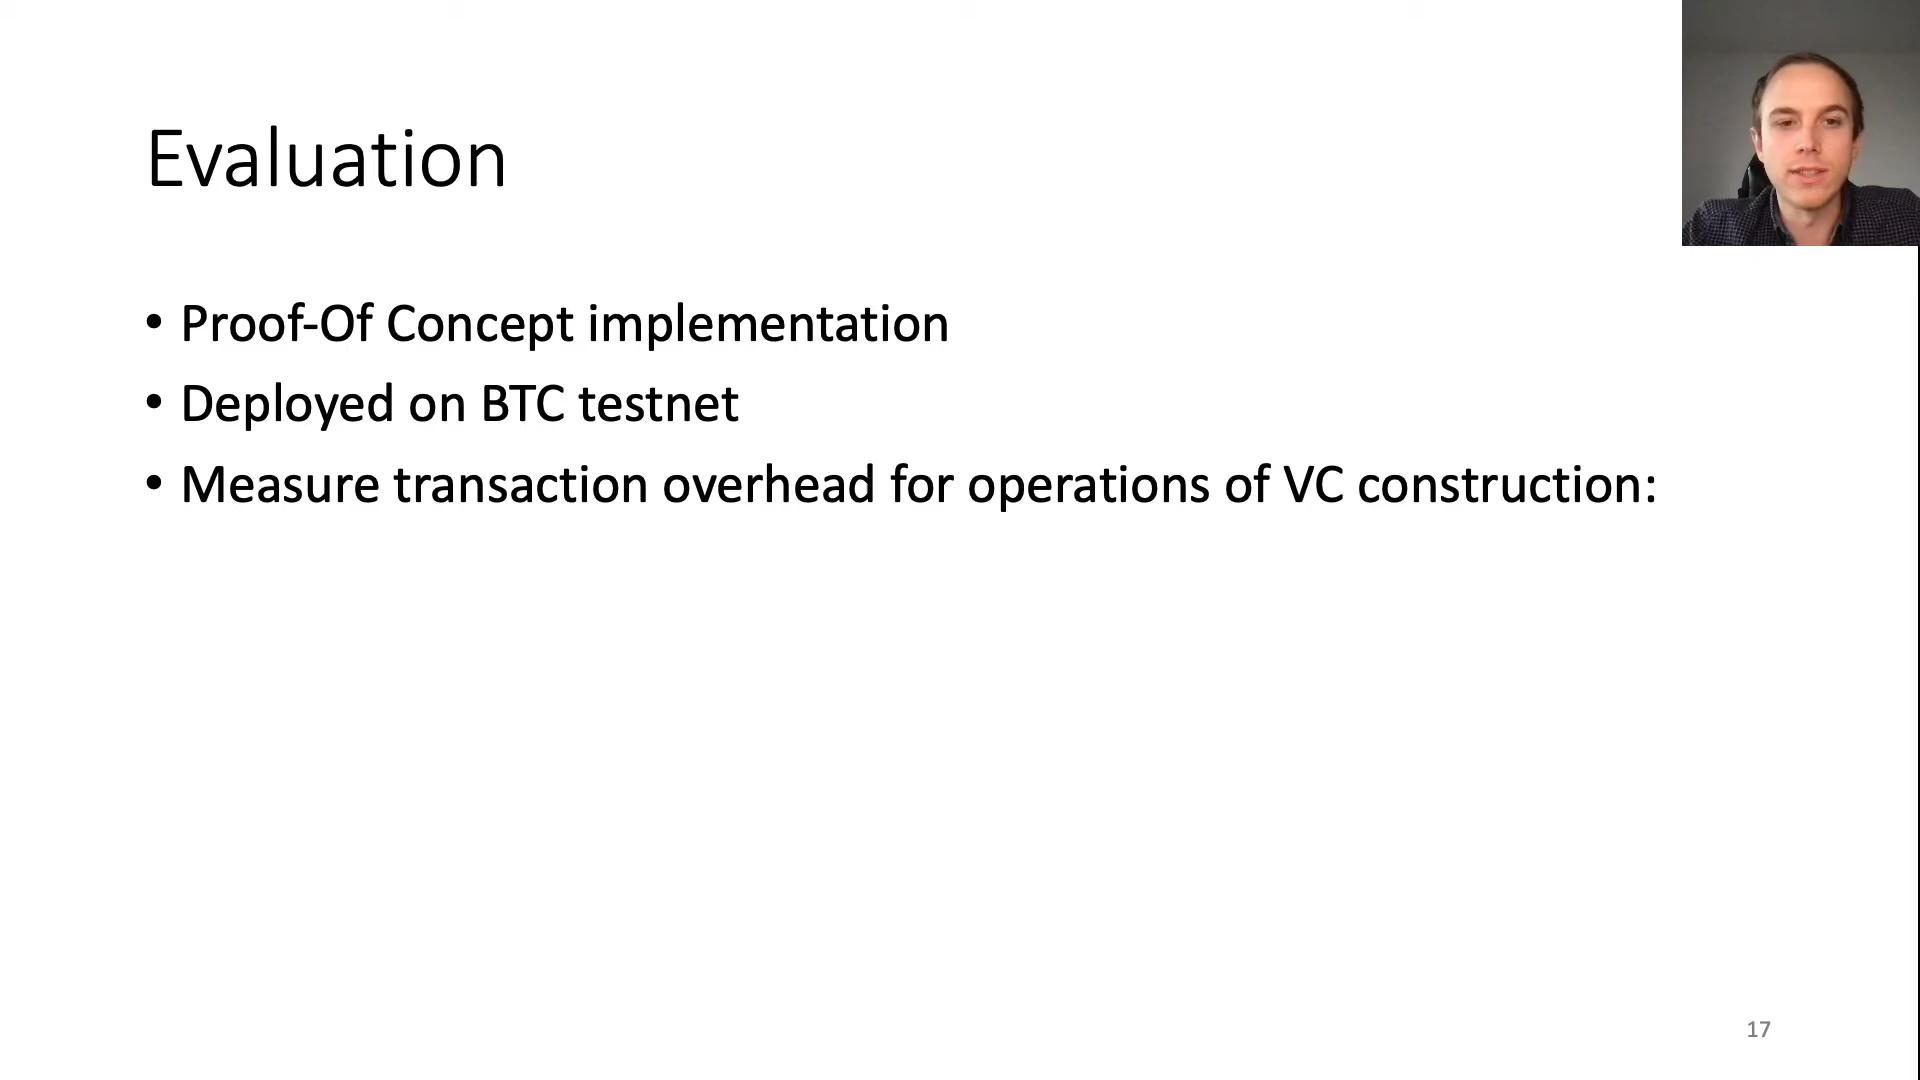 Evaluation
• Proof-Of Concept implementation
• Deployed on BTC testnet
• Measure transaction overhead for operations of VC construction:
17